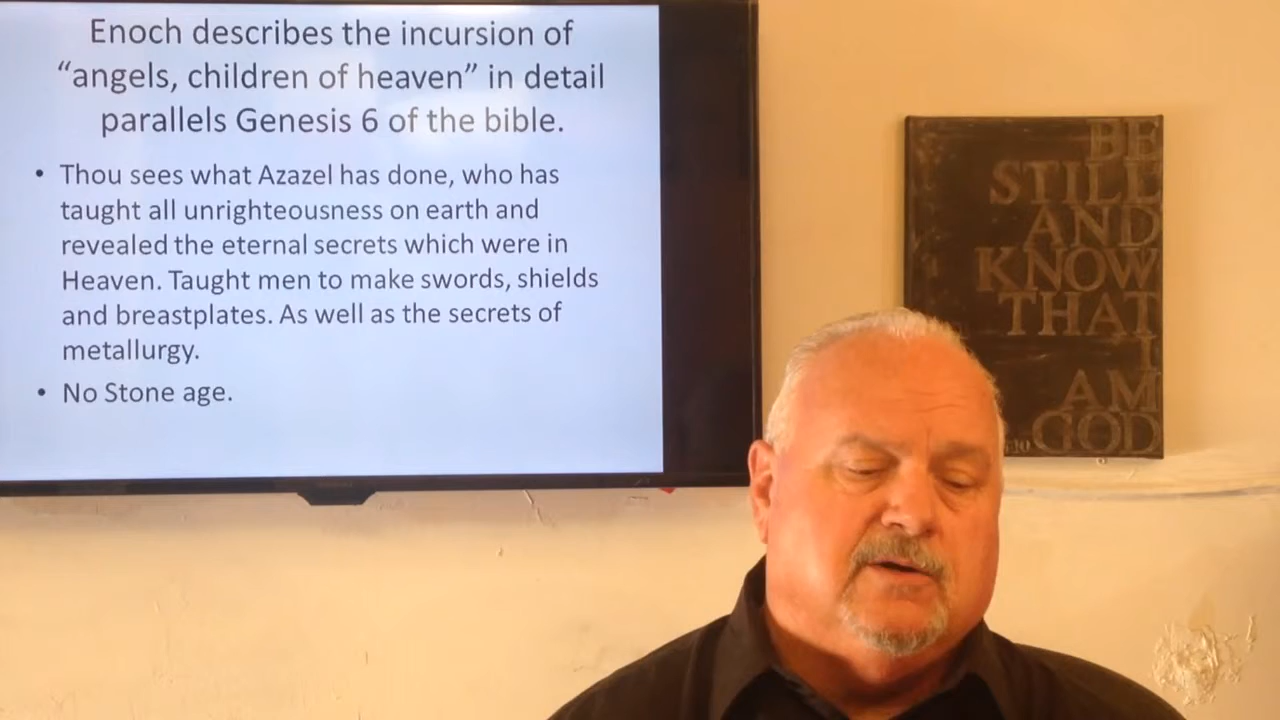 Enoch describes the incursion of
“angels, children of heaven” in detail
parallels Genesis 6 of the bible.
• Thou sees what Azazel has done, who has
taught all unrighteousness on earth and
revealed the eternal secrets which were in
Heaven. Taught men to make swords, shields
and breastplates. As well as the secrets of
metallurgy.
• No Stone age.
BE
STILL
AND
KNOW
THAT
I
AM
GOD